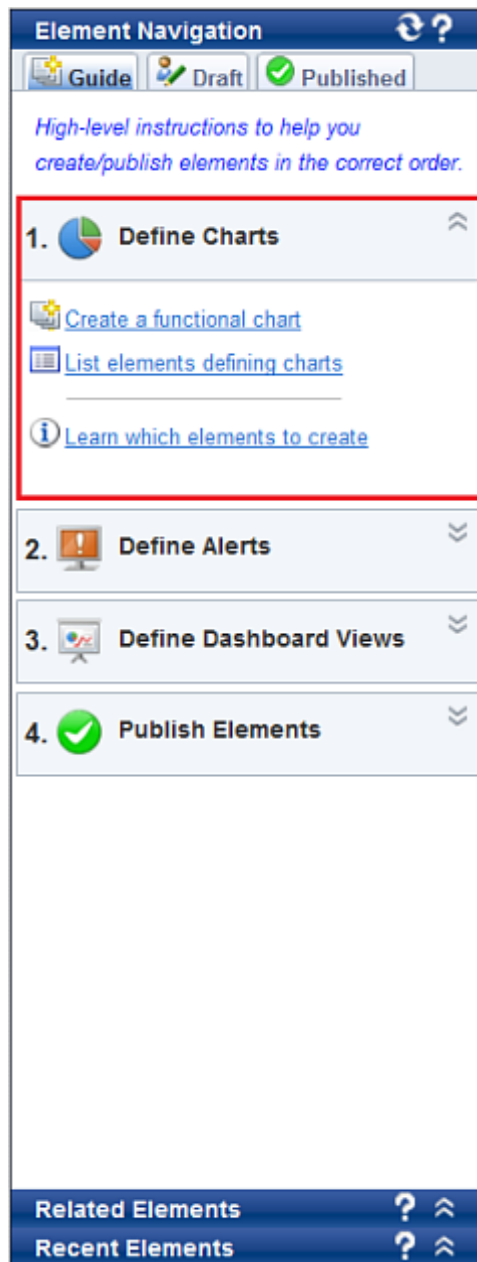 Element Navigation ?
Guide Draft Published
High-level instructions to help you
create/publish elements in the correct order.
1. Define Charts
Create a functional chart
List elements defining charts
Learn which elements to create
2. Define Alerts
3. Define Dashboard Views
4. Publish Elements
Related Elements ?
Recent Elements ?